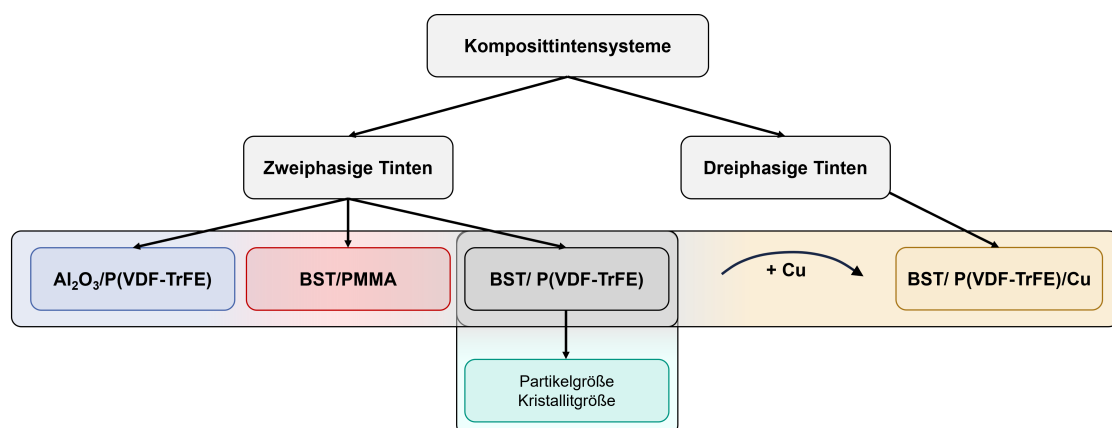 Komposittintensysteme
Zweiphasige Tinten
Dreiphasige Tinten
Al₂O₃/P(VDF-TrFE)
BST/PMMA
BST/ P(VDF-TrFE)
+ Cu
BST/ P(VDF-TrFE)/Cu
Partikelgröße
Kristallitgröße